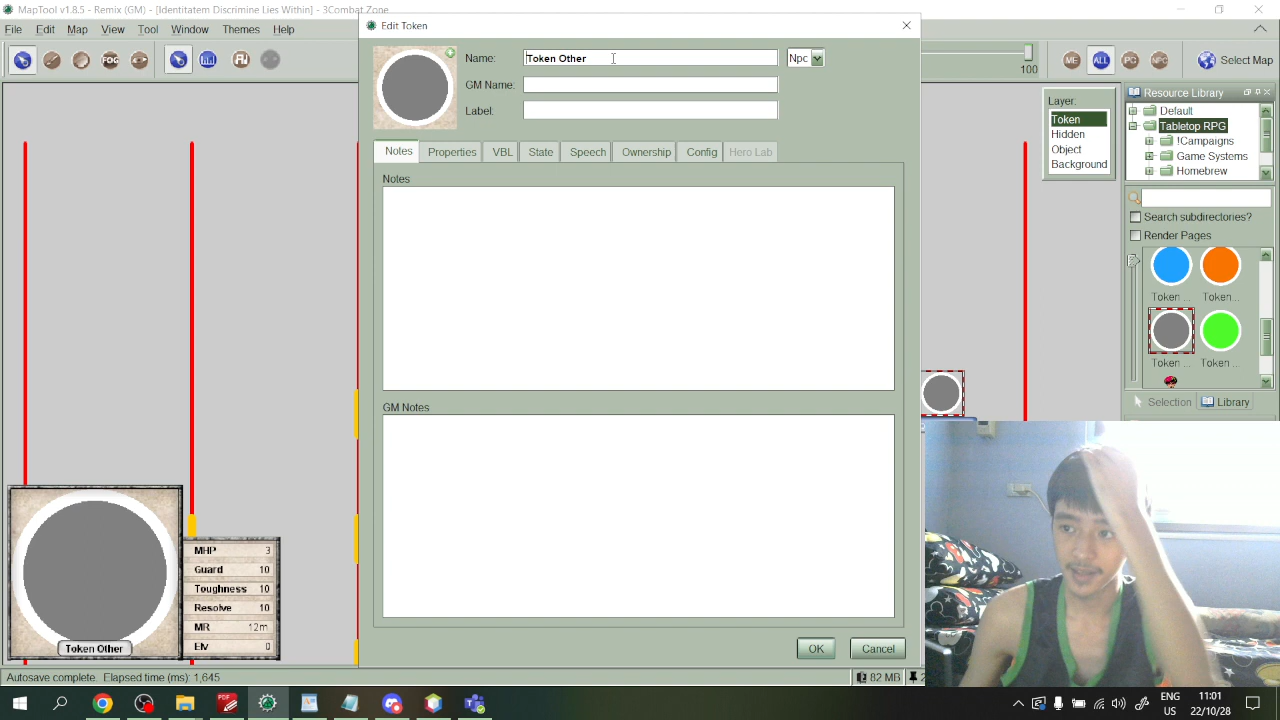 MapTool v1.8.5 - Remix (GM) - [Identitatem Discrimine Lies Within] - 3Combat Zone
File Edit Map View Tool Window Themes Help
FOG
100
ME ALL PC NPC Select Map
Edit Token
Name: Token Other Npc
GM Name:
Label:
Notes Properties VBL State Speech Ownership Config Hero Lab
Notes
GM Notes
OK Cancel
Layer:
Token
Hidden
Object
Background
Resource Library
Default
Tabletop RPG
!Campaigns
Game Systems
Homebrew
Search subdirectories?
Render Pages
Token ... Token...
Token ... Token ...
Selection Library
MHP 3
Guard 10
Toughness 10
Resolve 10
MR 12m
Elv 0
Token Other
Autosave complete. Elapsed time (ms): 1,645
82 MB
PDF
ENG
US
11:01
22/10/28